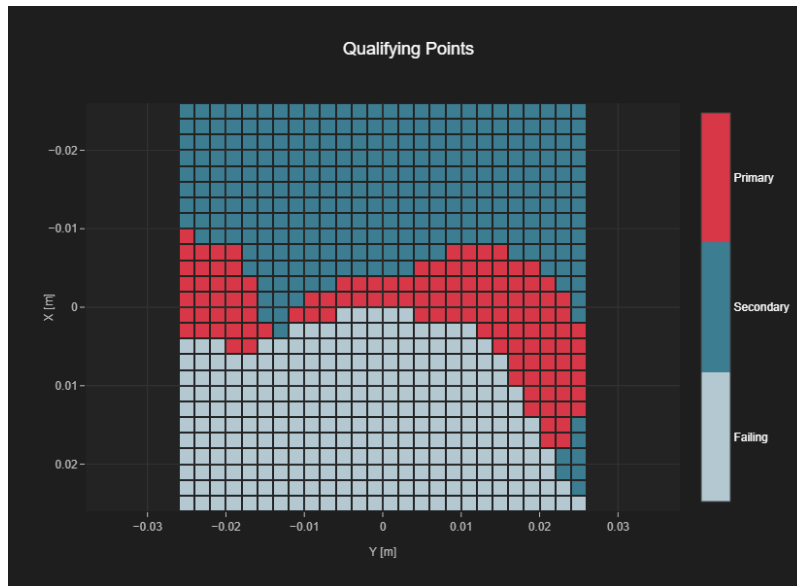 Qualifying Points
−0.02
−0.01
0
0.01
0.02
X [m]
−0.03
−0.02
−0.01
0
0.01
0.02
0.03
Y [m]
Primary
Secondary
Failing